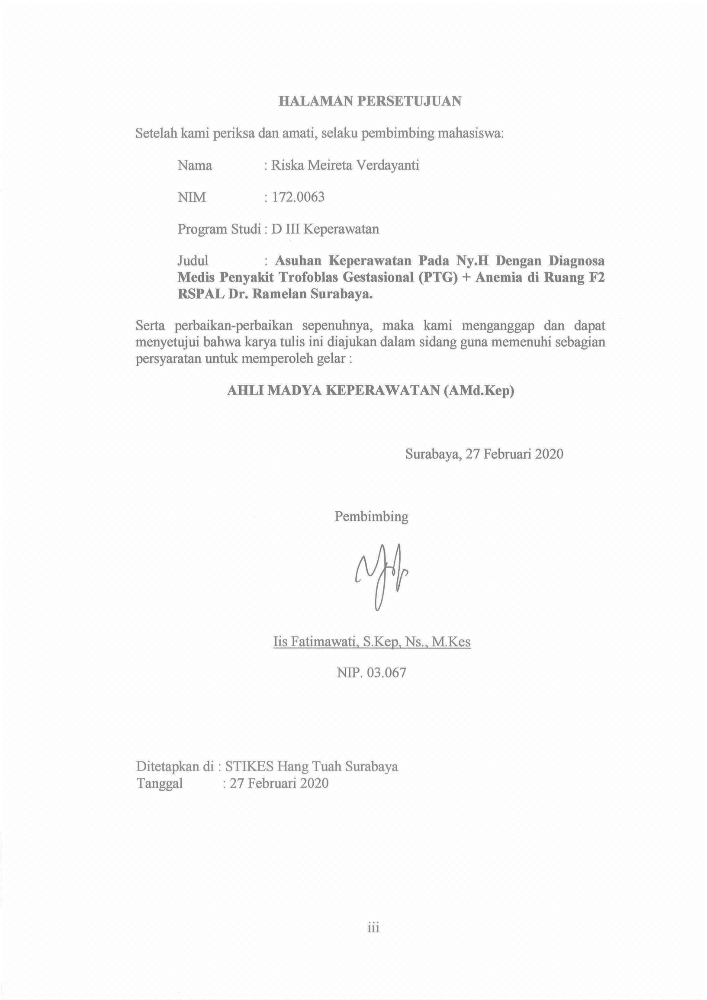 HALAMAN PERSETUJUAN
Setelah kami periksa dan amati, selaku pembimbing mahasiswa:
Nama : Riska Meireta Verdayanti
NIM : 172.0063
Program Studi : D III Keperawatan
Judul : Asuhan Keperawatan Pada Ny.H Dengan Diagnosa
Medis Penyakit Trofoblas Gestasional (PTG) + Anemia di Ruang F2
RSPAL Dr. Ramelan Surabaya.
Serta perbaikan-perbaikan sepenuhnya, maka kami menganggap dan dapat
menyetujui bahwa karya tulis ini diajukan dalam sidang guna memenuhi sebagian
persyaratan untuk memperoleh gelar :
AHLI MADYA KEPERAWATAN (AMd.Kep)
Surabaya, 27 Februari 2020
Pembimbing
Iis Fatimawati, S.Kep, Ns., M.Kes
NIP. 03.067
Ditetapkan di : STIKES Hang Tuah Surabaya
Tanggal : 27 Februari 2020
iii